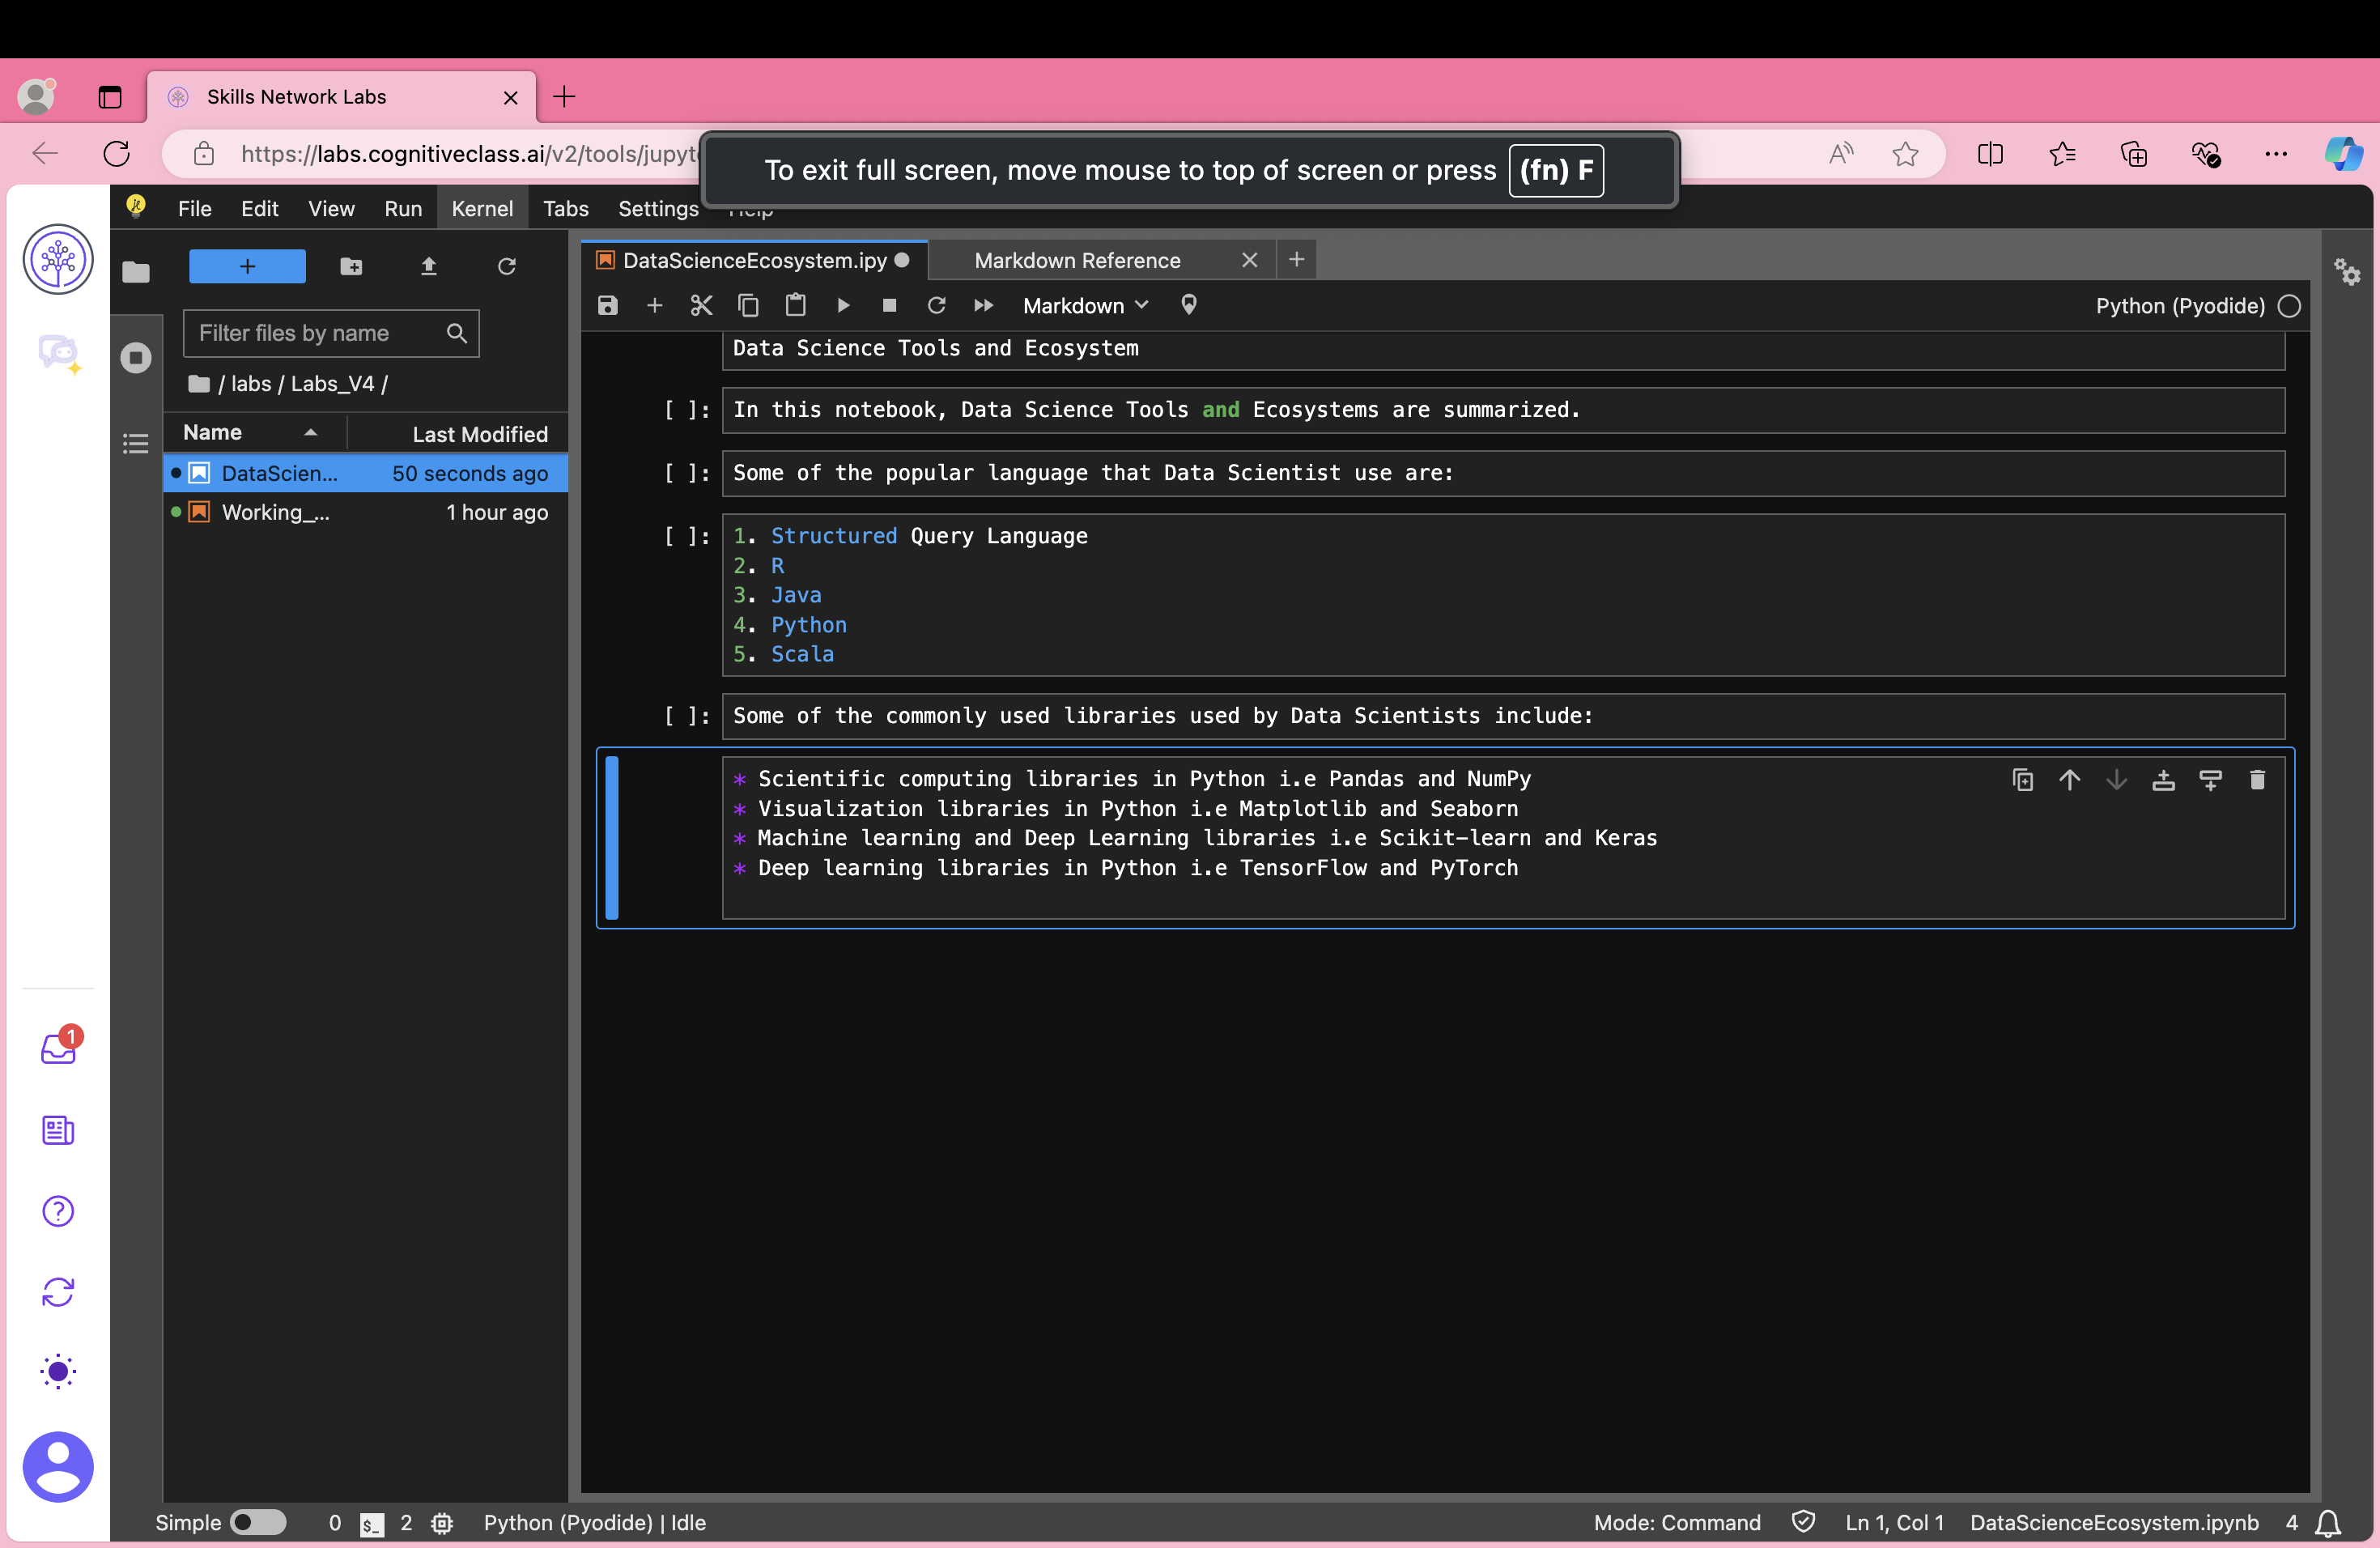 Skills Network Labs
https://labs.cognitiveclass.ai/v2/tools/jupyt
To exit full screen, move mouse to top of screen or press (fn) F
File Edit View Run Kernel Tabs Settings Help
DataScienceEcosystem.ipy
Markdown Reference
Markdown
Python (Pyodide)
Filter files by name
/ labs / Labs_V4 /
Name Last Modified
DataScien... 50 seconds ago
Working_... 1 hour ago
Data Science Tools and Ecosystem
[ ]: In this notebook, Data Science Tools and Ecosystems are summarized.
[ ]: Some of the popular language that Data Scientist use are:
[ ]: 1. Structured Query Language
2. R
3. Java
4. Python
5. Scala
[ ]: Some of the commonly used libraries used by Data Scientists include:
* Scientific computing libraries in Python i.e Pandas and NumPy
* Visualization libraries in Python i.e Matplotlib and Seaborn
* Machine learning and Deep Learning libraries i.e Scikit-learn and Keras
* Deep learning libraries in Python i.e TensorFlow and PyTorch
1
Simple 0 $_ 2 Python (Pyodide) | Idle Mode: Command Ln 1, Col 1 DataScienceEcosystem.ipynb 4